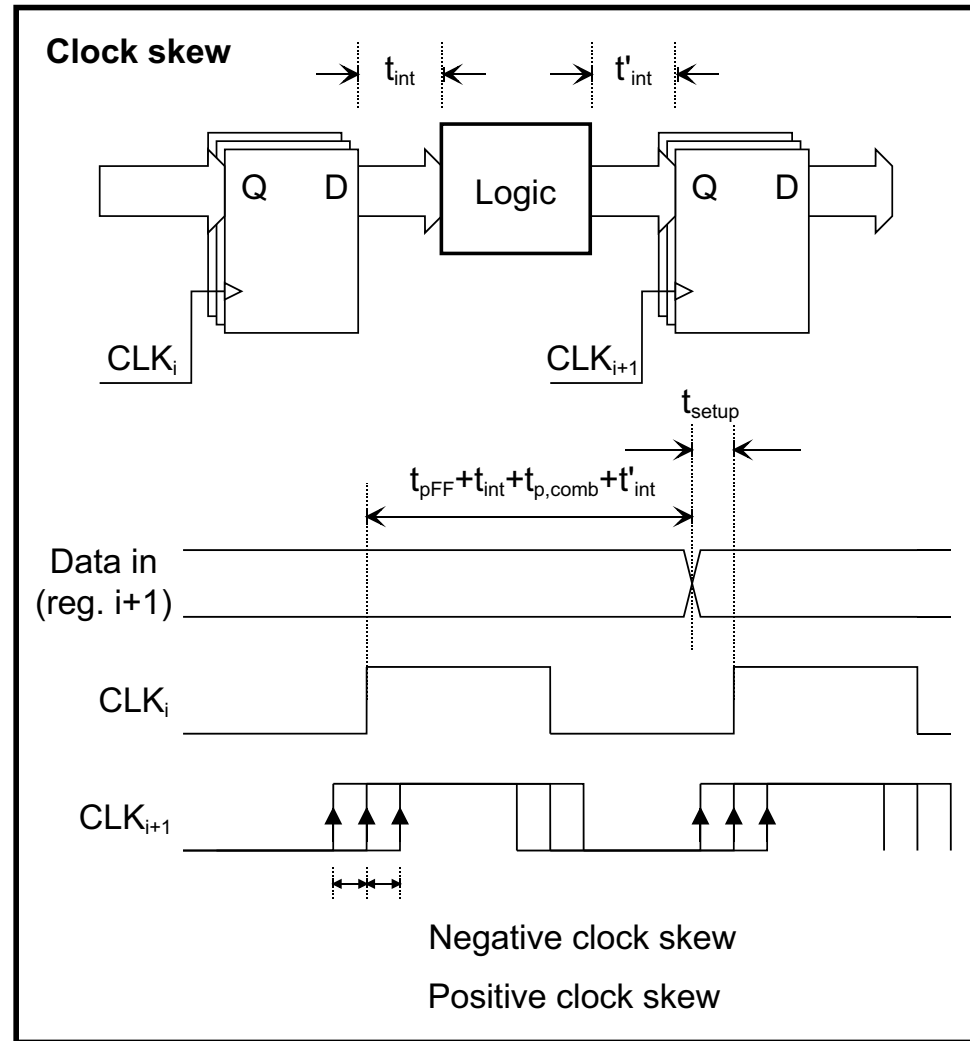 Clock skew
t_int
t'_int
Q D
Logic
Q D
CLK_i
CLK_i+1
t_setup
t_pFF+t_int+t_p,comb+t'_int
Data in
(reg. i+1)
CLK_i
CLK_i+1
Negative clock skew
Positive clock skew